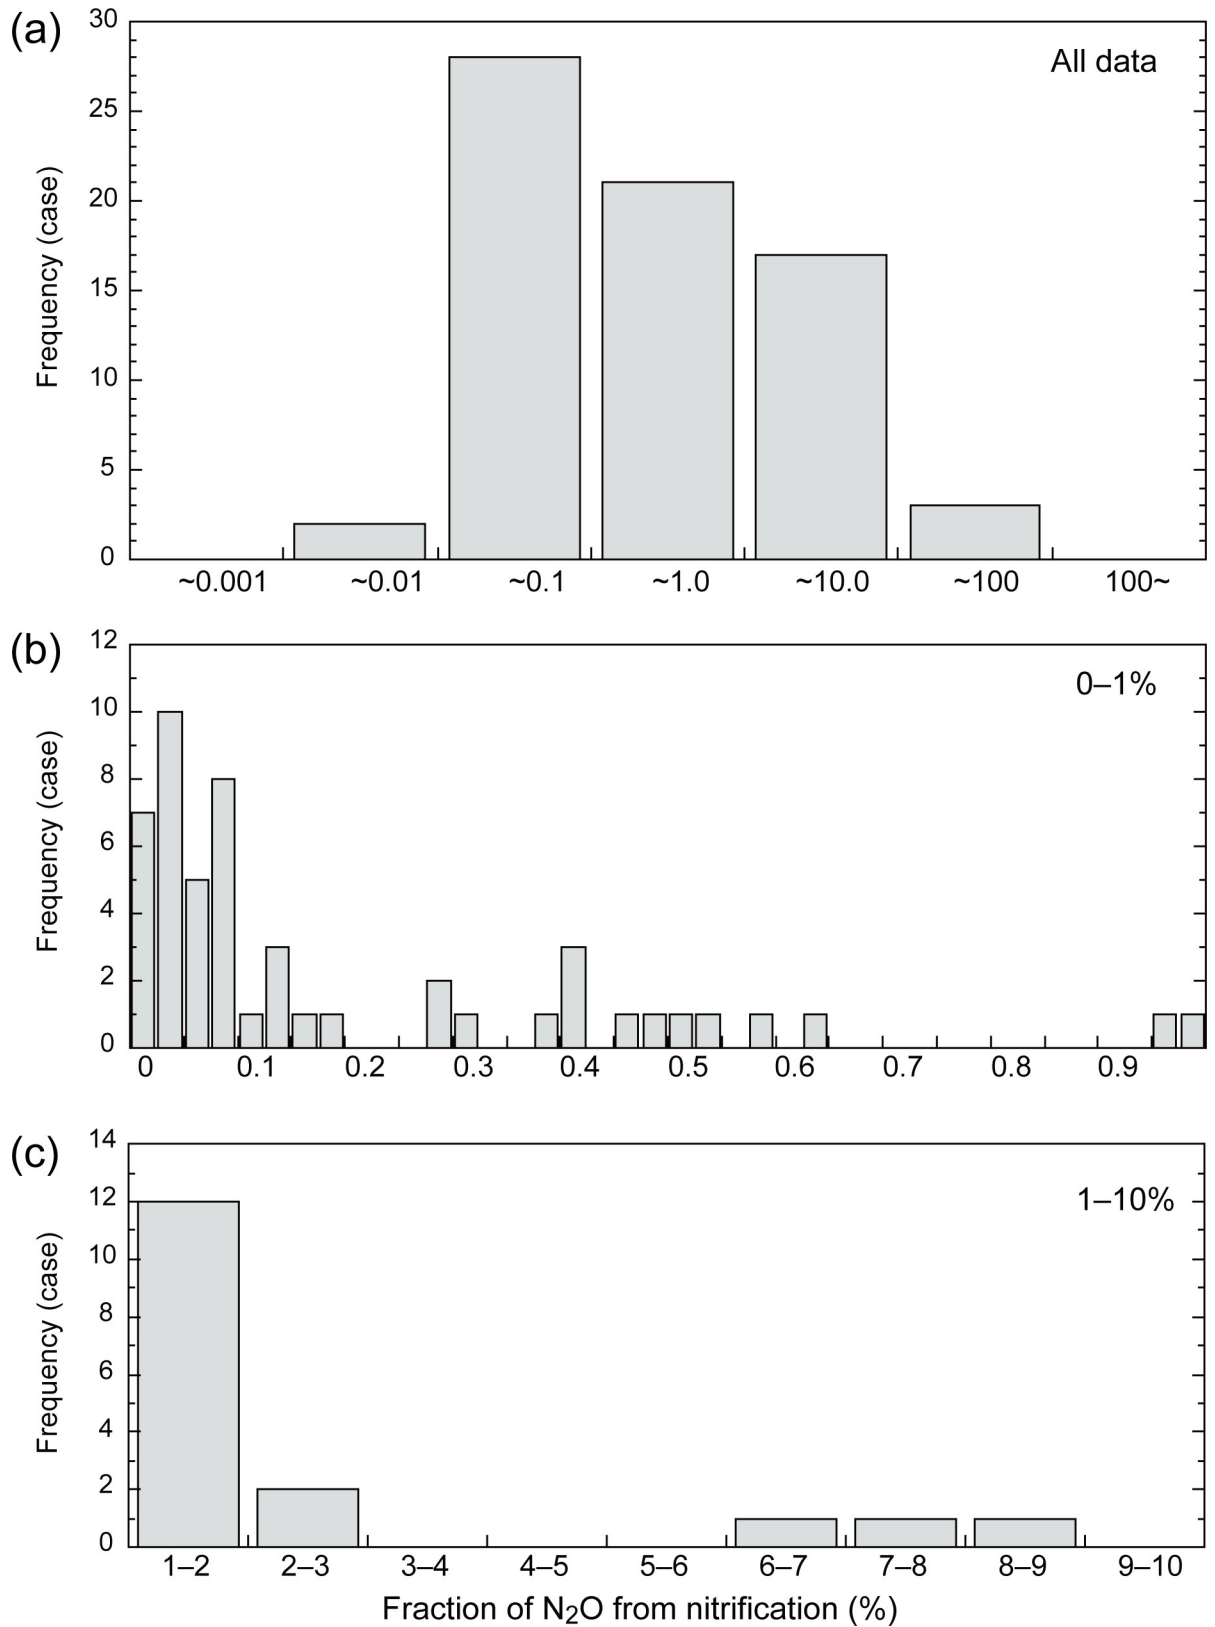 (a)
All data
30
25
20
15
10
5
0
Frequency (case)
~0.001 ~0.01 ~0.1 ~1.0 ~10.0 ~100 100~
(b)
0–1%
12
10
8
6
4
2
0
Frequency (case)
0 0.1 0.2 0.3 0.4 0.5 0.6 0.7 0.8 0.9
(c)
1–10%
14
12
10
8
6
4
2
0
Frequency (case)
1–2 2–3 3–4 4–5 5–6 6–7 7–8 8–9 9–10
Fraction of N₂O from nitrification (%)